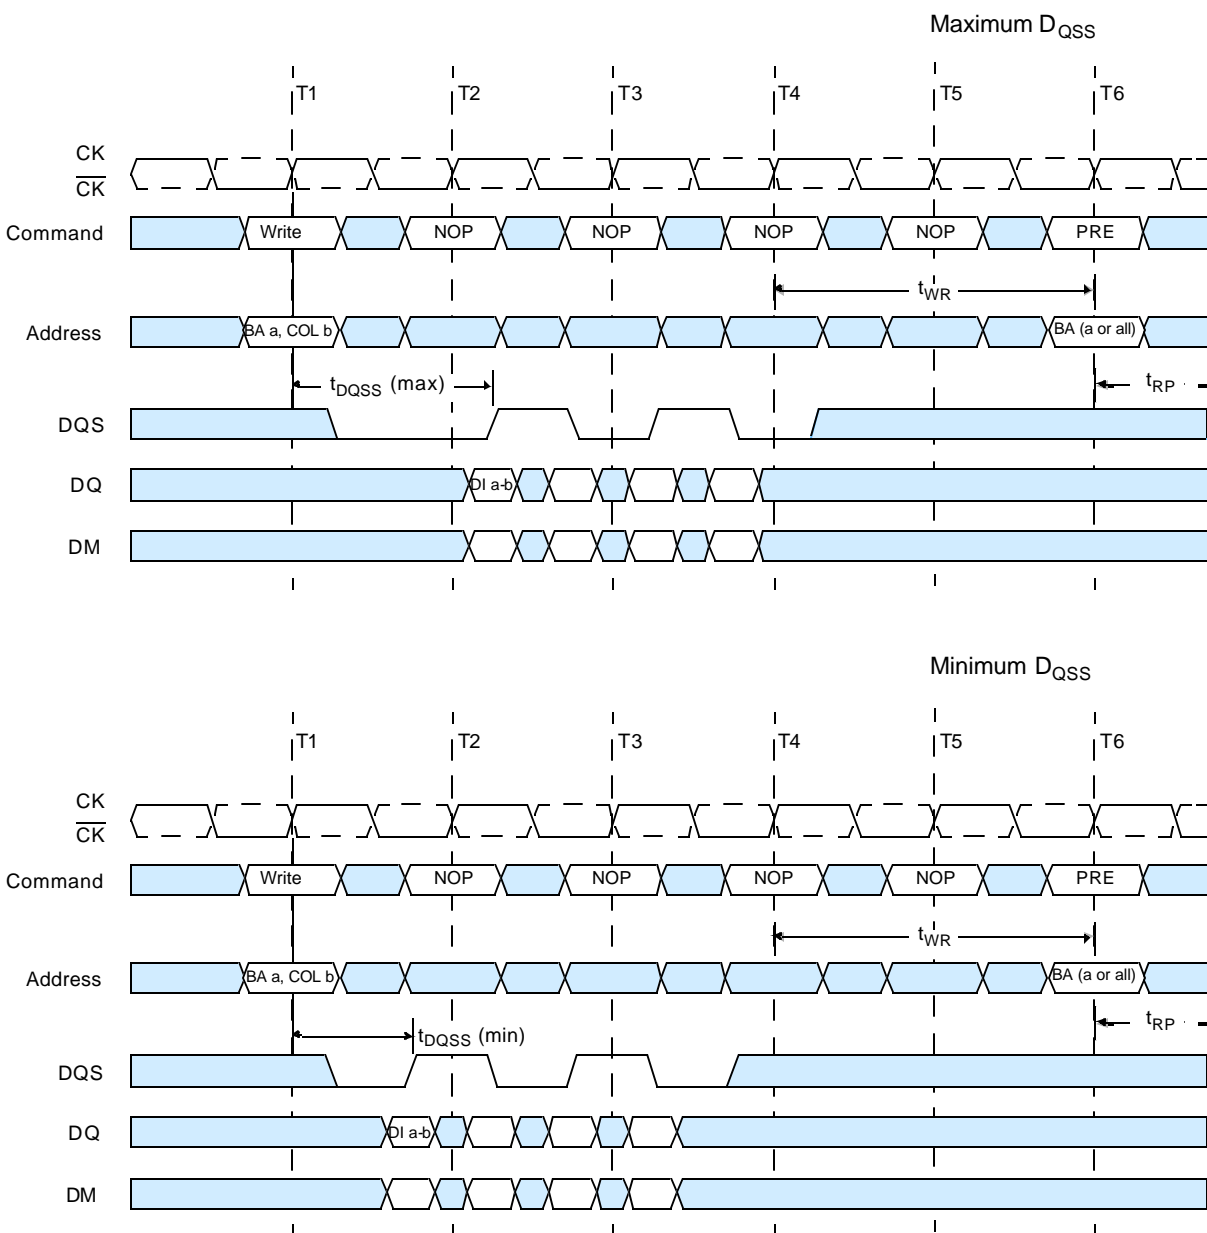 Maximum DQSS
T1 T2 T3 T4 T5 T6
CK
CK
Command Write NOP NOP NOP NOP PRE
tWR
Address BA a, COL b BA (a or all)
tDQSS (max) tRP
DQS
DQ DI a-b
DM
Minimum DQSS
T1 T2 T3 T4 T5 T6
CK
CK
Command Write NOP NOP NOP NOP PRE
tWR
Address BA a, COL b BA (a or all)
tDQSS (min) tRP
DQS
DQ DI a-b
DM